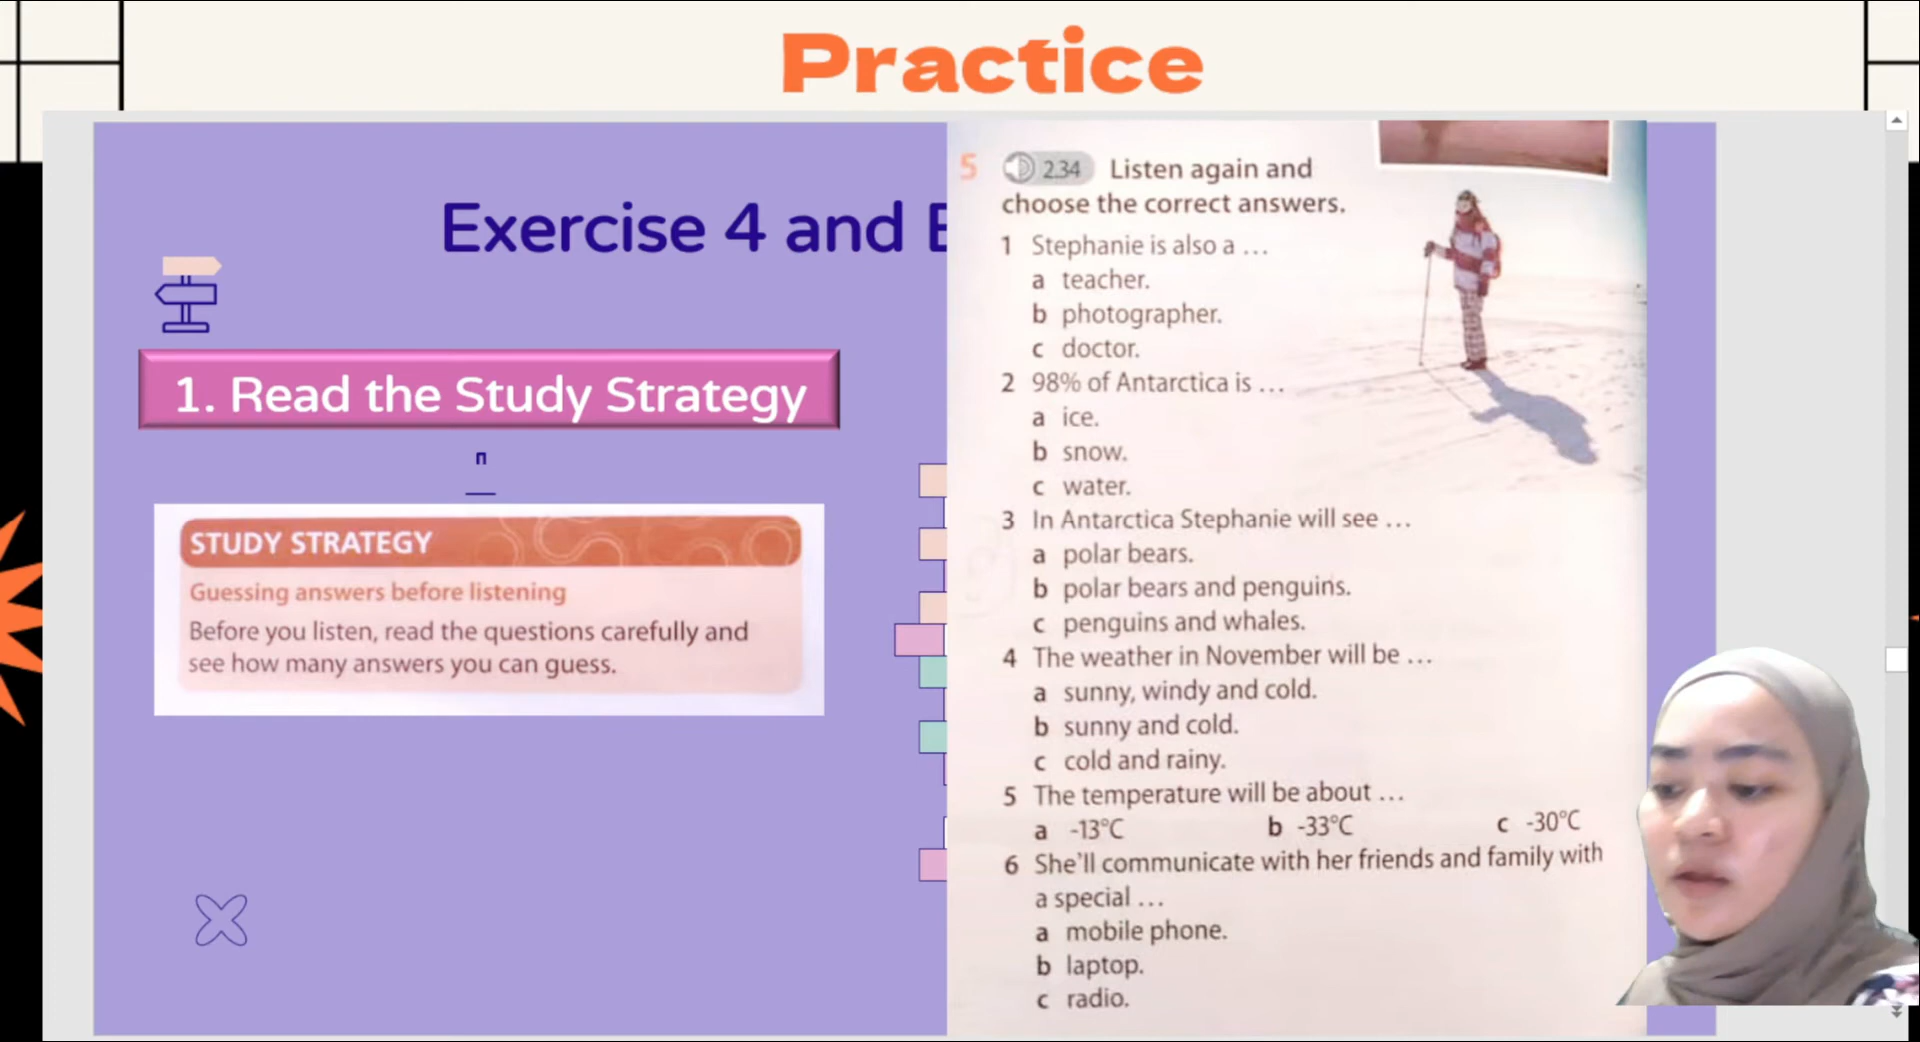 Practice
Exercise 4 and
1. Read the Study Strategy
STUDY STRATEGY
Guessing answers before listening
Before you listen, read the questions carefully and
see how many answers you can guess.
5 2.34 Listen again and
choose the correct answers.
1 Stephanie is also a ...
a teacher.
b photographer.
c doctor.
2 98% of Antarctica is ...
a ice.
b snow.
c water.
3 In Antarctica Stephanie will see ...
a polar bears.
b polar bears and penguins.
c penguins and whales.
4 The weather in November will be ...
a sunny, windy and cold.
b sunny and cold.
c cold and rainy.
5 The temperature will be about ...
a -13°C b -33°C c -30°C
6 She'll communicate with her friends and family with
a special ...
a mobile phone.
b laptop.
c radio.